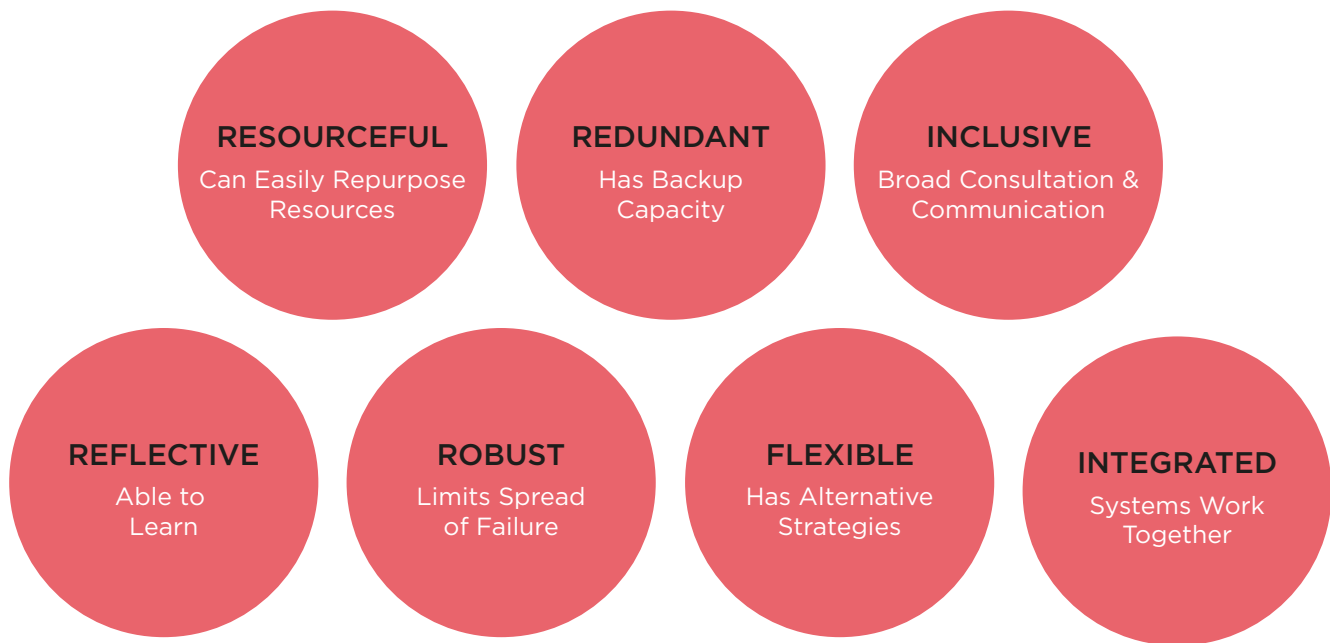 RESOURCEFUL
Can Easily Repurpose
Resources
REDUNDANT
Has Backup
Capacity
INCLUSIVE
Broad Consultation &
Communication
REFLECTIVE
Able to
Learn
ROBUST
Limits Spread
of Failure
FLEXIBLE
Has Alternative
Strategies
INTEGRATED
Systems Work
Together